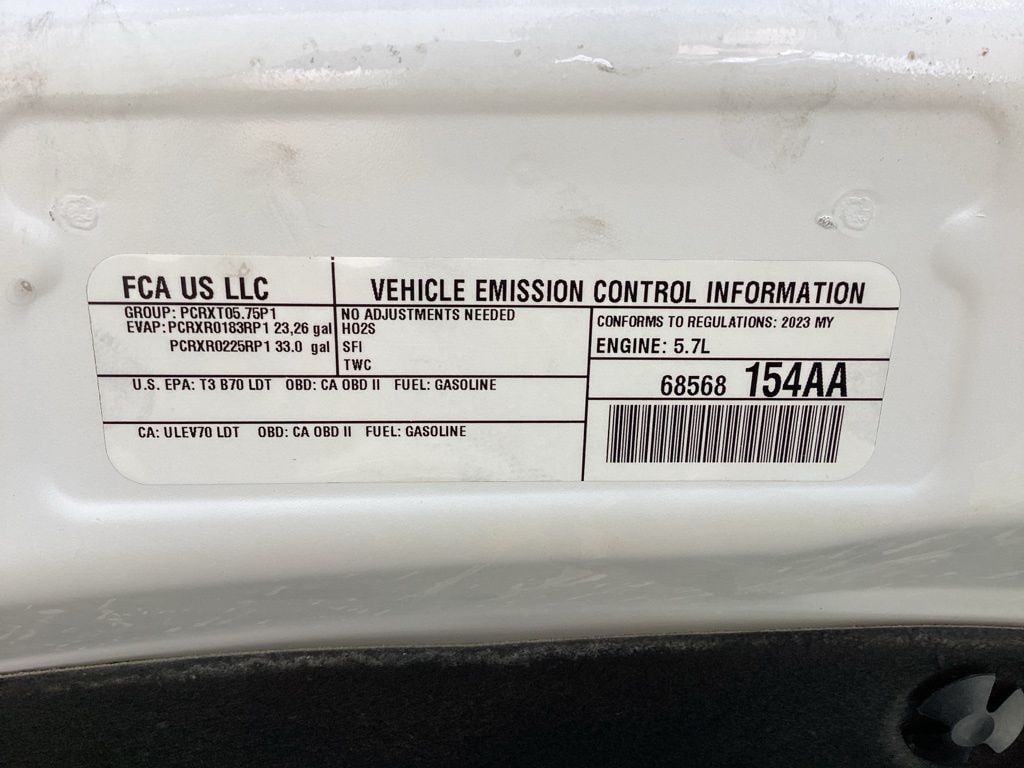 FCA US LLC
VEHICLE EMISSION CONTROL INFORMATION
GROUP: PCRXT05.75P1
EVAP: PCRXR0183RP1 23,26 gal
PCRXR0225RP1 33.0 gal
NO ADJUSTMENTS NEEDED
HO2S
SFI
TWC
CONFORMS TO REGULATIONS: 2023 MY
ENGINE: 5.7L
68568 154AA
U.S. EPA: T3 B70 LDT OBD: CA OBD II FUEL: GASOLINE
CA: ULEV70 LDT OBD: CA OBD II FUEL: GASOLINE